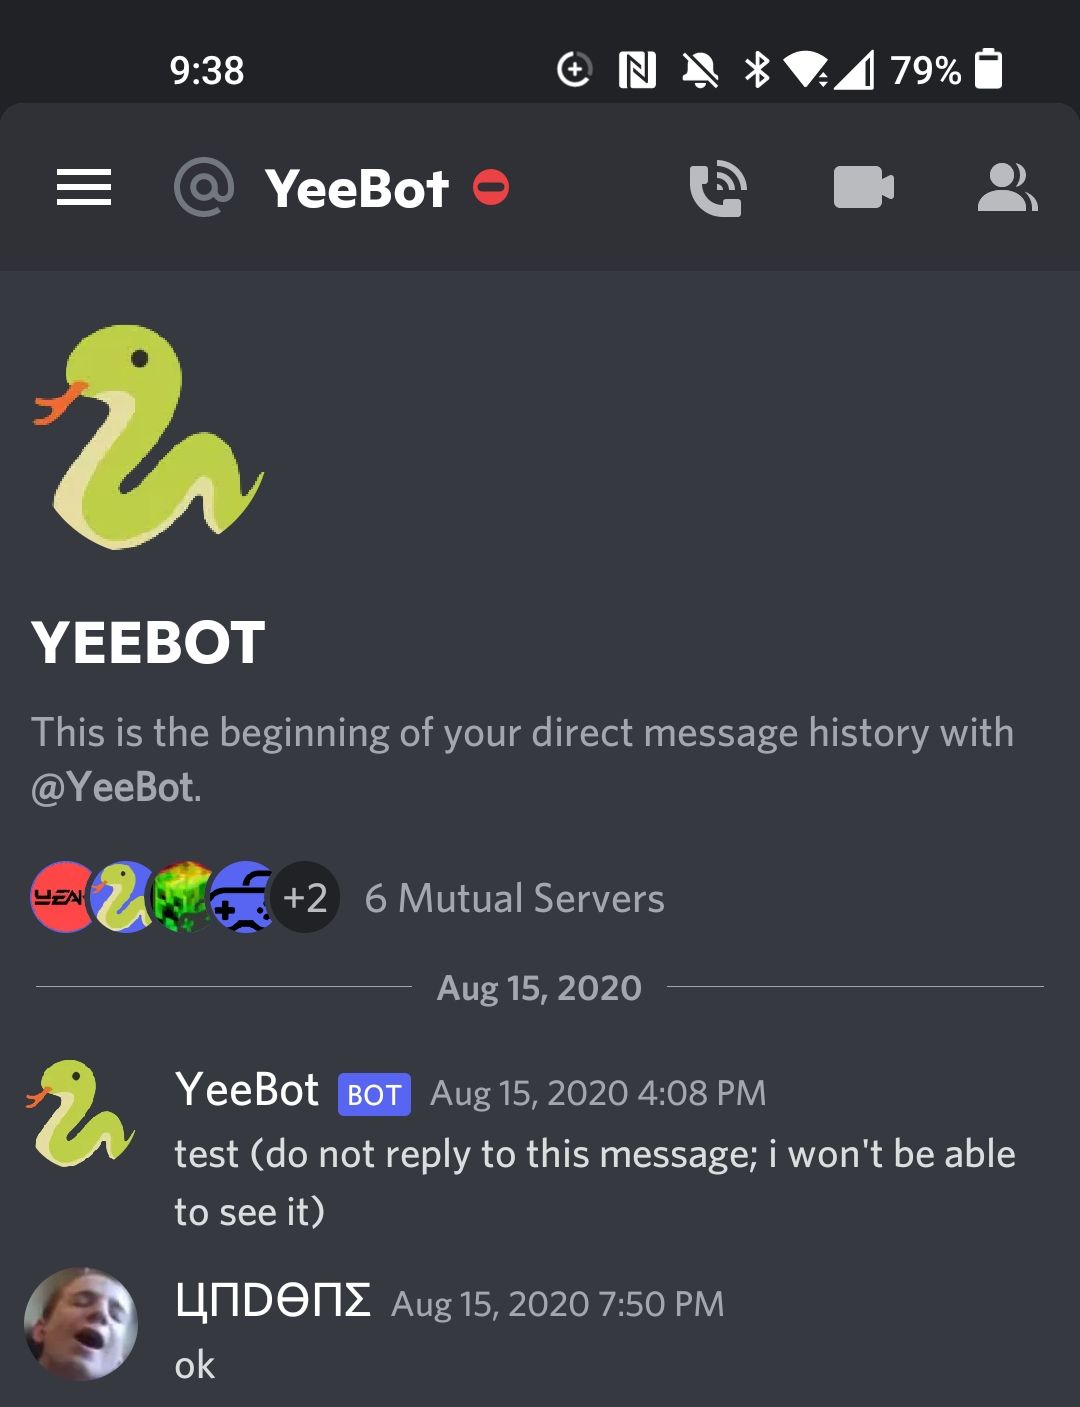 9:38 79%
YeeBot
YEEBOT
This is the beginning of your direct message history with
@YeeBot.
+2 6 Mutual Servers
Aug 15, 2020
YeeBot BOT Aug 15, 2020 4:08 PM
test (do not reply to this message; i won't be able
to see it)
ЦПDӨПΣ Aug 15, 2020 7:50 PM
ok